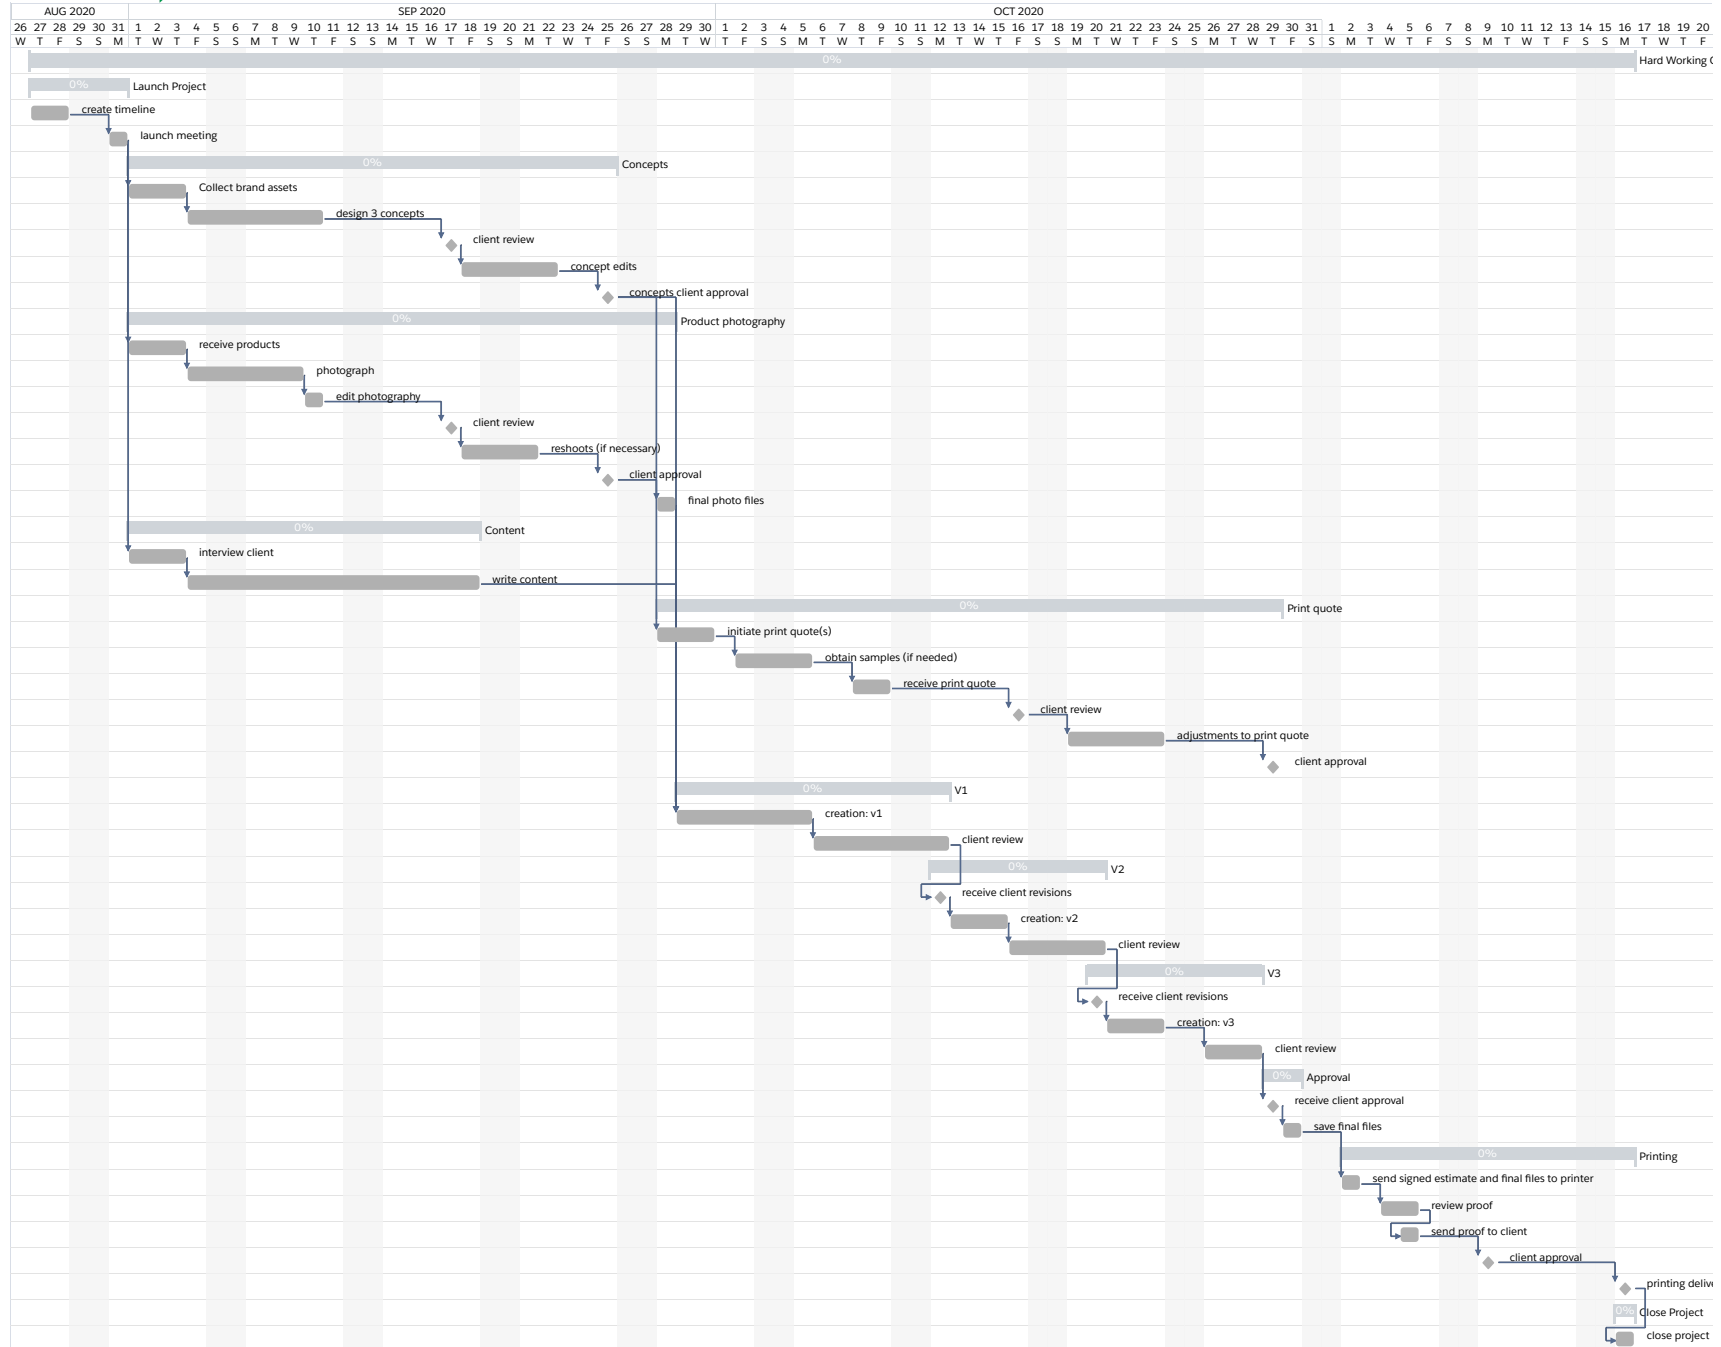 AUG 2020 SEP 2020 OCT 2020
26 27 28 29 30 31 1 2 3 4 5 6 7 8 9 10 11 12 13 14 15 16 17 18 19 20 21 22 23 24 25 26 27 28 29 30 1 2 3 4 5 6 7 8 9 10 11 12 13 14 15 16 17 18 19 20 21 22 23 24 25 26 27 28 29 30 31 1 2 3 4 5 6 7 8 9 10 11 12 13 14 15 16 17 18 19 20
W T F S S M T W T F S S M T W T F S S M T W T F S S M T W T F S S M T W T F S S M T W T F S S M T W T F S S M T W T F S S M T W T F S S M T W T F S S M T W T F S S M T W T F
0% Hard Working
0% Launch Project
create timeline
launch meeting
0% Concepts
Collect brand assets
design 3 concepts
client review
concept edits
concepts client approval
0% Product photography
receive products
photograph
edit photography
client review
reshoots (if necessary)
client approval
final photo files
0% Content
interview client
write content
0% Print quote
initiate print quote(s)
obtain samples (if needed)
receive print quote
client review
adjustments to print quote
client approval
0% V1
creation: v1
client review
0% V2
receive client revisions
creation: v2
client review
0% V3
receive client revisions
creation: v3
client review
0% Approval
receive client approval
save final files
0% Printing
send signed estimate and final files to printer
review proof
send proof to client
client approval
printing delive
0% Close Project
close project